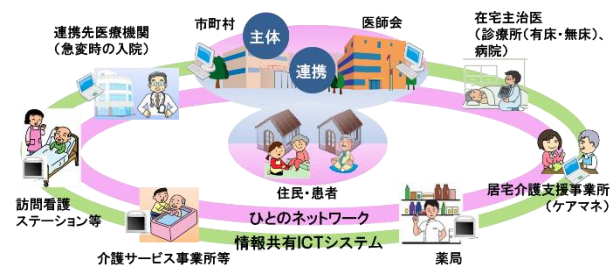 連携先医療機関
（急変時の入院）
市町村
主体
連携
医師会
在宅主治医
（診療所（有床・無床）、
病院）
訪問看護
ステーション等
介護サービス事業所等
住民・患者
ひとのネットワーク
情報共有ICTシステム
薬局
居宅介護支援事業所
（ケアマネ）